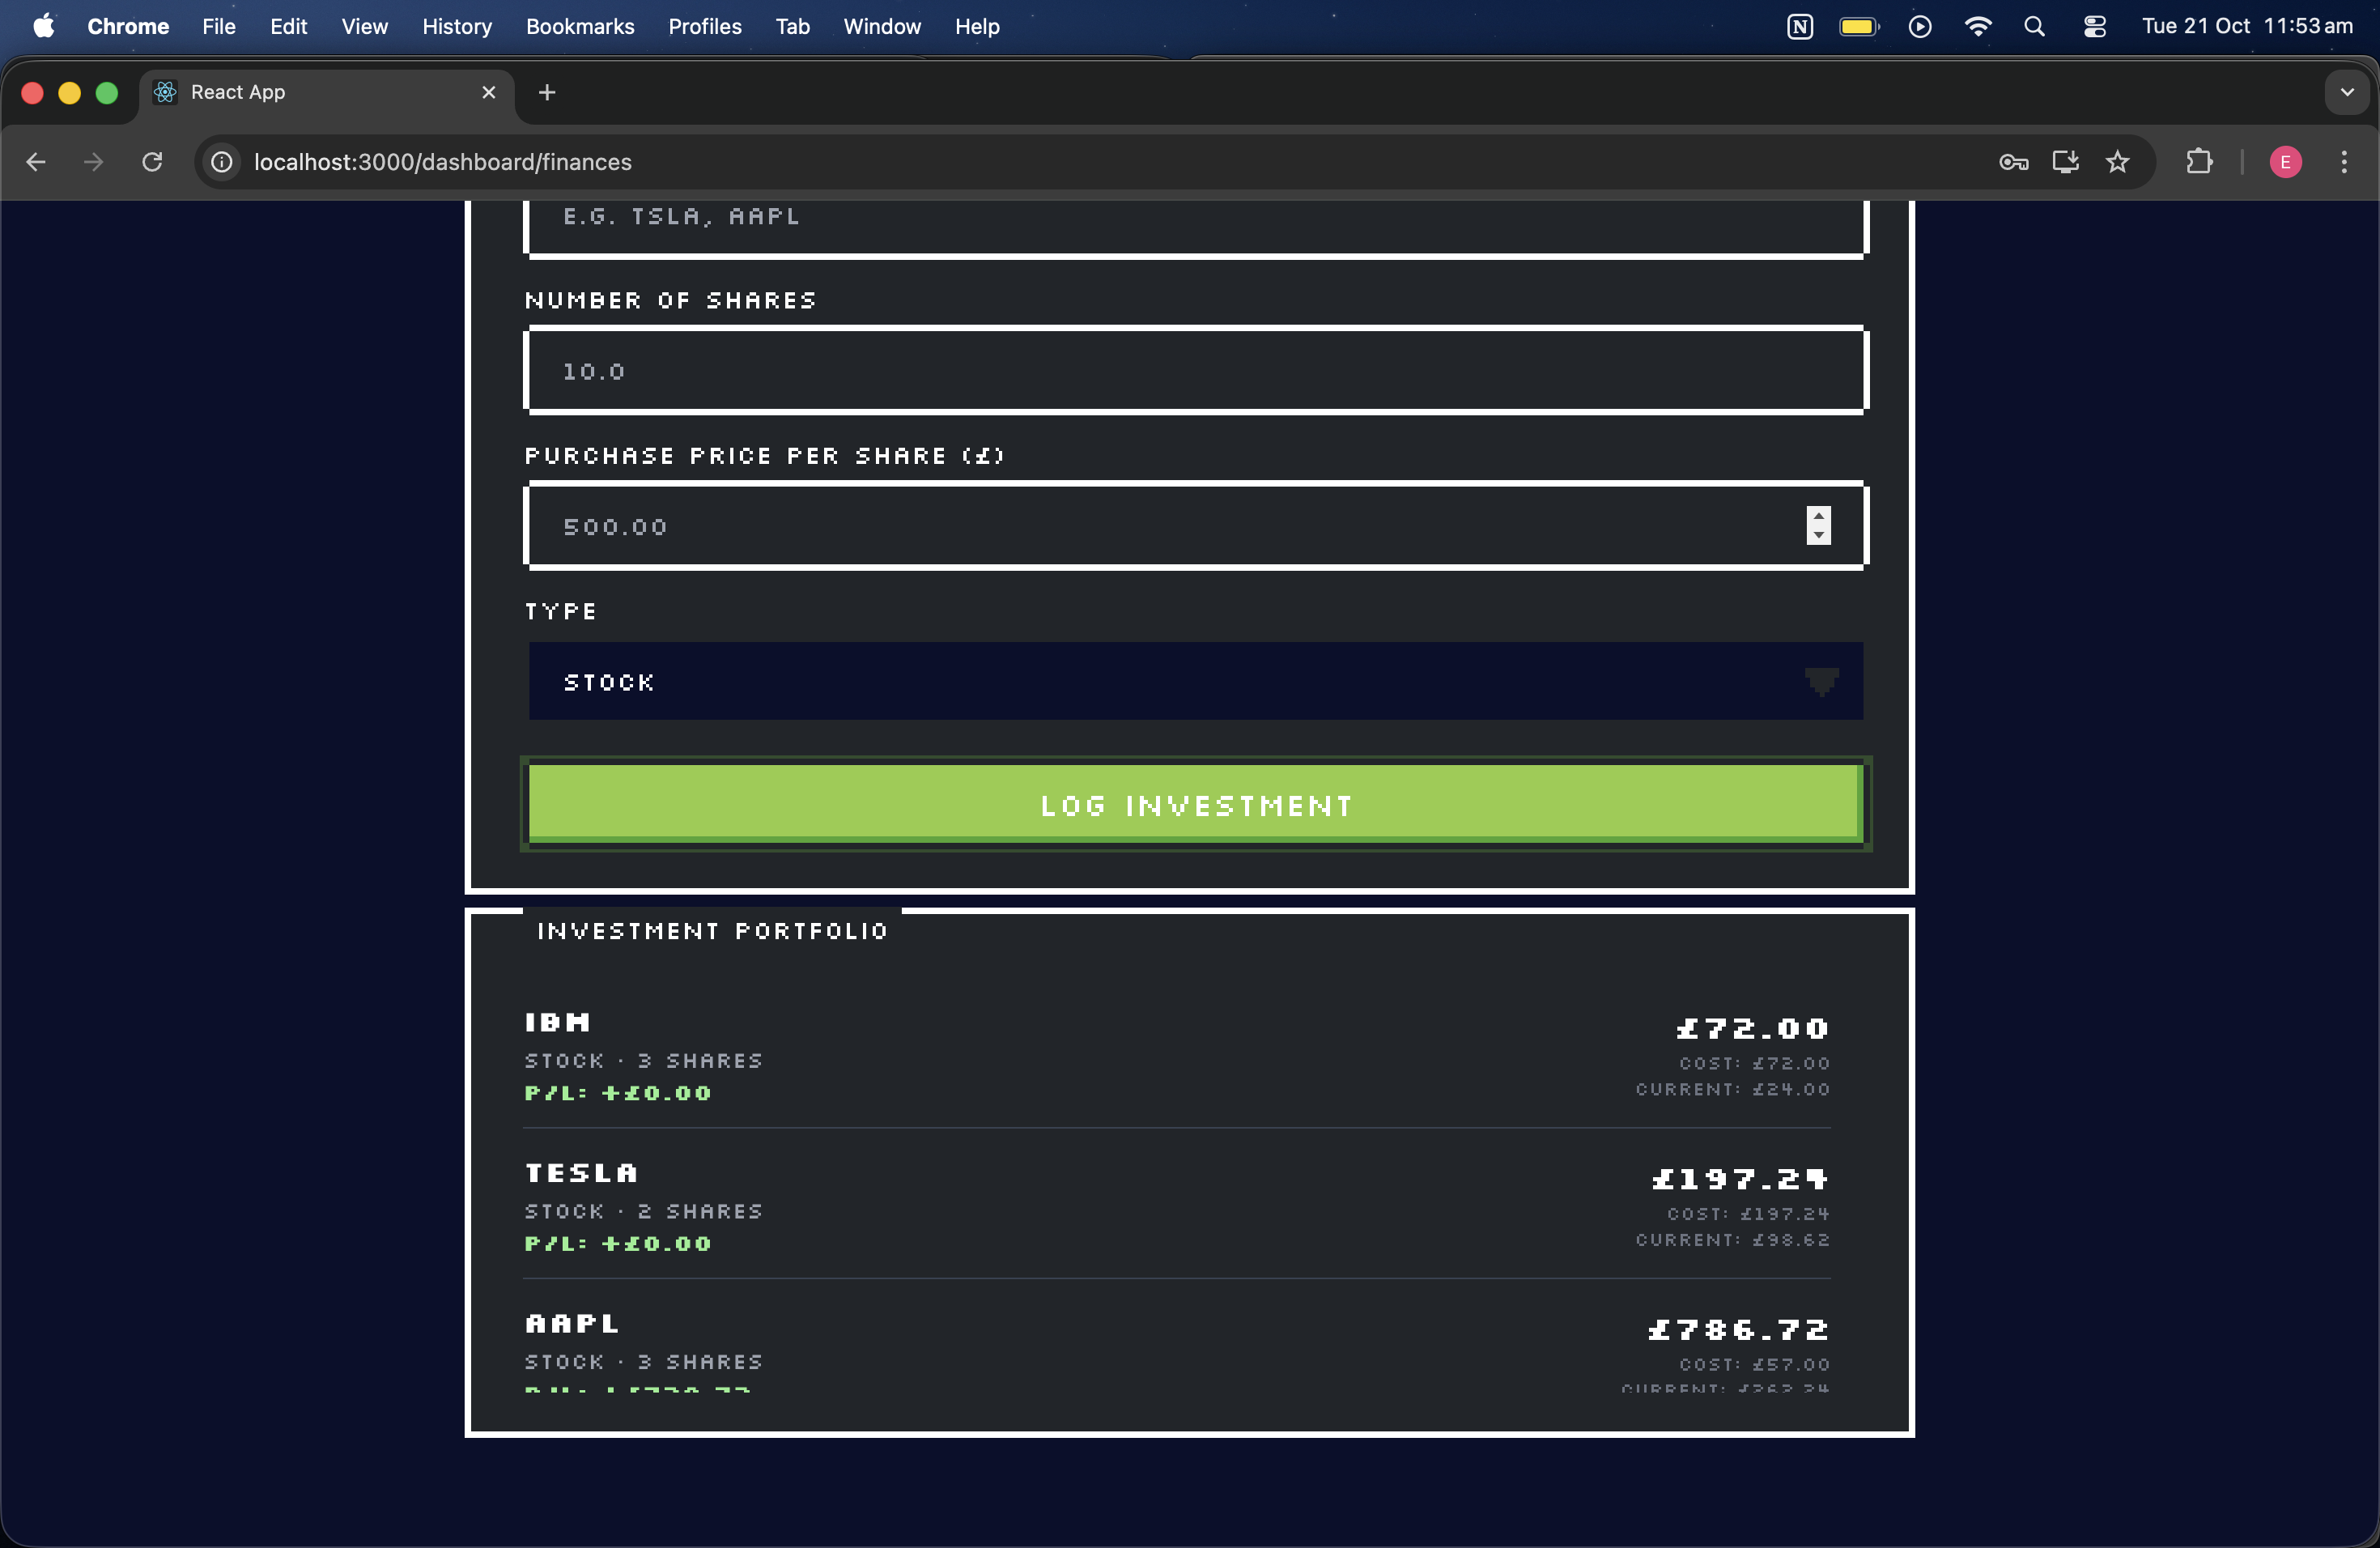 Chrome File Edit View History Bookmarks Profiles Tab Window Help N Tue 21 Oct 11:53 am
React App
localhost:3000/dashboard/finances
E
E.G. TSLA, AAPL
NUMBER OF SHARES
10.0
PURCHASE PRICE PER SHARE (£)
500.00
TYPE
STOCK
LOG INVESTMENT
INVESTMENT PORTFOLIO
IBM
£72.00
STOCK · 3 SHARES
COST: £72.00
P/L: +£0.00
CURRENT: £24.00
TESLA
£197.24
STOCK · 2 SHARES
COST: £197.24
P/L: +£0.00
CURRENT: £98.62
AAPL
£786.72
STOCK · 3 SHARES
COST: £57.00
CURRENT: £262.24